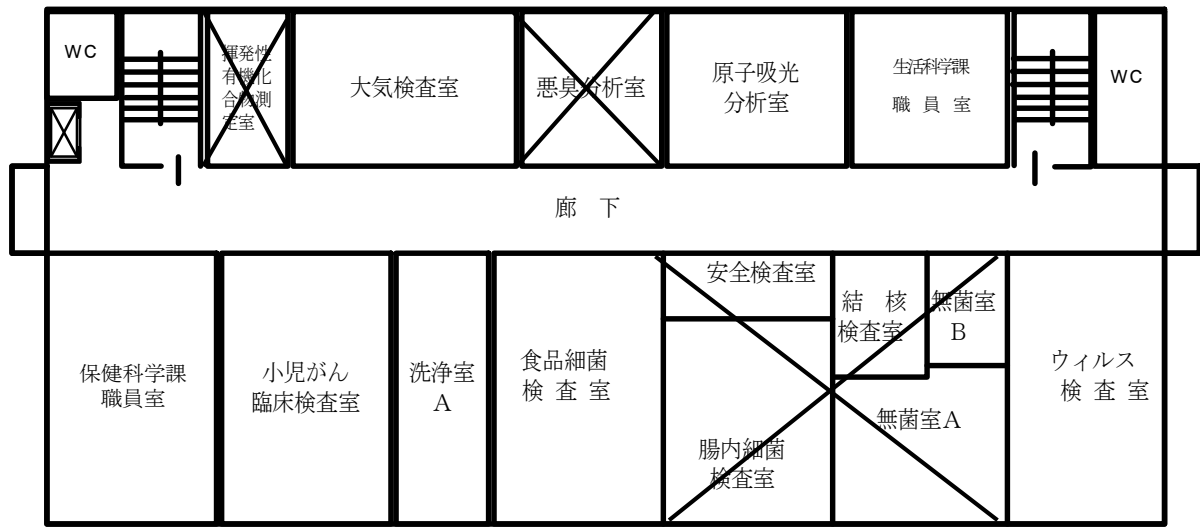 WC
揮発性
有機化
合物測
定室
大気検査室
悪臭分析室
原子吸光
分析室
生活科学課
職 員 室
WC
廊 下
保健科学課
職員室
小児がん
臨床検査室
洗浄室
A
食品細菌
検 査 室
安全検査室
腸内細菌
検査室
結 核
検査室
無菌室
B
無菌室A
ウィルス
検 査 室